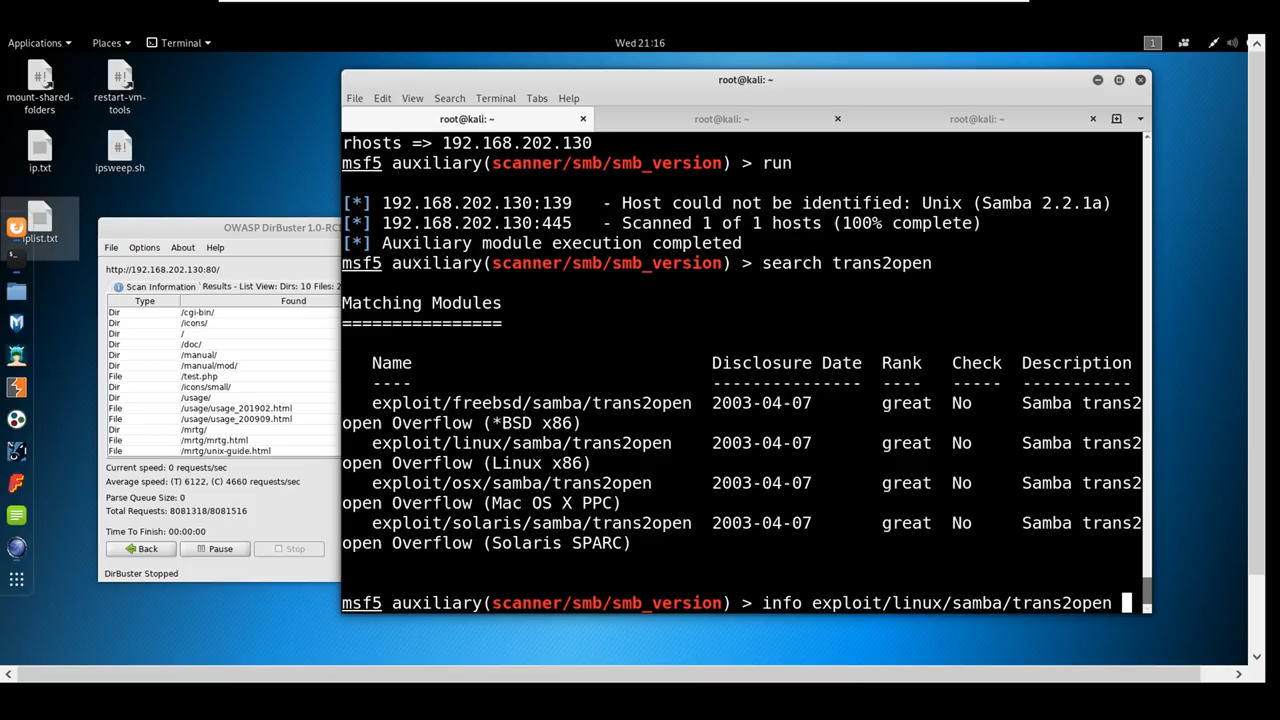 Applications
Places
Terminal
Wed 21:16
1
mount-shared-
folders
restart-vm-
tools
ip.txt
ipsweep.sh
iplist.txt
OWASP DirBuster 1.0-RC
File
Options
About
Help
http://192.168.202.130:80/
Scan Information
Results - List View: Dirs: 10 Files: 2
Type
Found
Dir /cgi-bin/
Dir /icons/
Dir /
Dir /doc/
Dir /manual/
Dir /manual/mod/
File /test.php
Dir /icons/small/
Dir /usage/
File /usage/usage_201902.html
File /usage/usage_200909.html
Dir /mrtg/
File /mrtg/mrtg.html
File /mrtg/unix-guide.html
Current speed: 0 requests/sec
Average speed: (T) 6122, (C) 4660 requests/sec
Parse Queue Size: 0
Total Requests: 8081318/8081516
Time To Finish: 00:00:00
Back
Pause
Stop
DirBuster Stopped
root@kali: ~
File Edit View Search Terminal Tabs Help
root@kali: ~
root@kali: ~
root@kali: ~
rhosts => 192.168.202.130
msf5 auxiliary(scanner/smb/smb_version) > run
[*] 192.168.202.130:139 - Host could not be identified: Unix (Samba 2.2.1a)
[*] 192.168.202.130:445 - Scanned 1 of 1 hosts (100% complete)
[*] Auxiliary module execution completed
msf5 auxiliary(scanner/smb/smb_version) > search trans2open
Matching Modules
================
Name Disclosure Date Rank Check Description
---- --------------- ---- ----- -----------
exploit/freebsd/samba/trans2open 2003-04-07 great No Samba trans2
open Overflow (*BSD x86)
exploit/linux/samba/trans2open 2003-04-07 great No Samba trans2
open Overflow (Linux x86)
exploit/osx/samba/trans2open 2003-04-07 great No Samba trans2
open Overflow (Mac OS X PPC)
exploit/solaris/samba/trans2open 2003-04-07 great No Samba trans2
open Overflow (Solaris SPARC)
msf5 auxiliary(scanner/smb/smb_version) > info exploit/linux/samba/trans2open